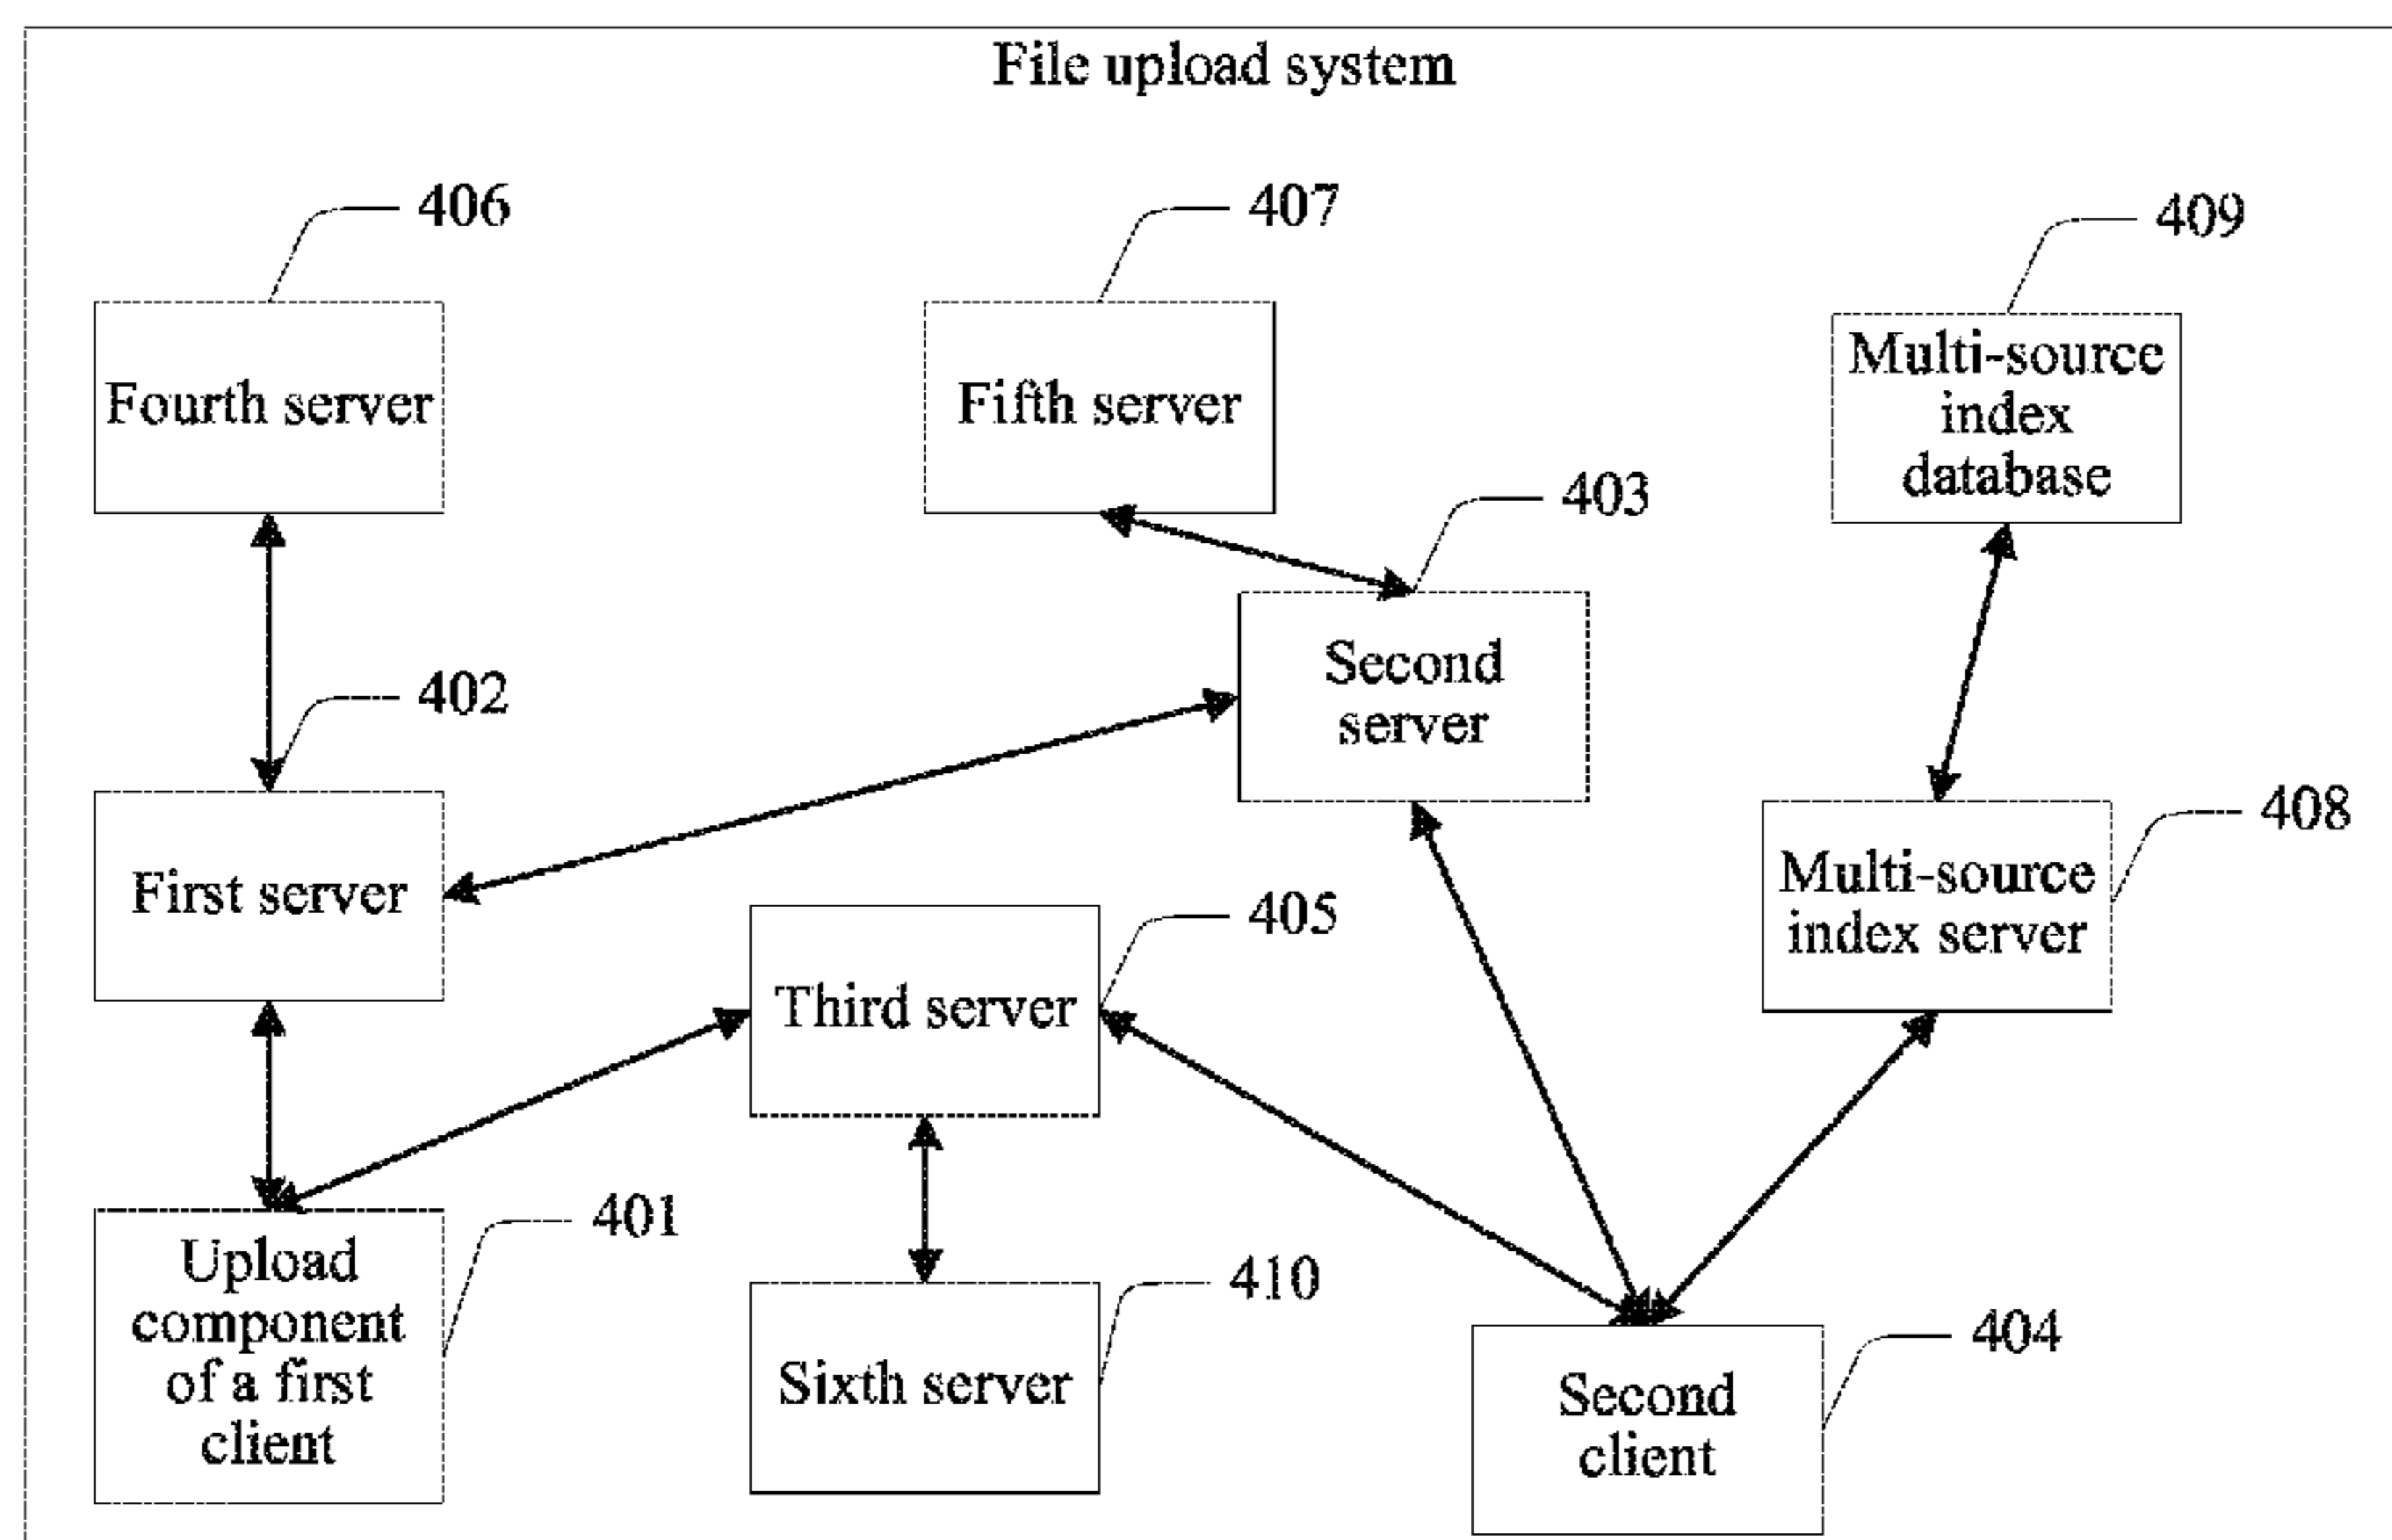 File upload system
406
407
409
Fourth server
Fifth server
Multi-source
index
database
403
Second
server
402
408
First server
Multi-source
index server
405
Third server
401
Upload
component
of a first
client
410
Sixth server
404
Second
client